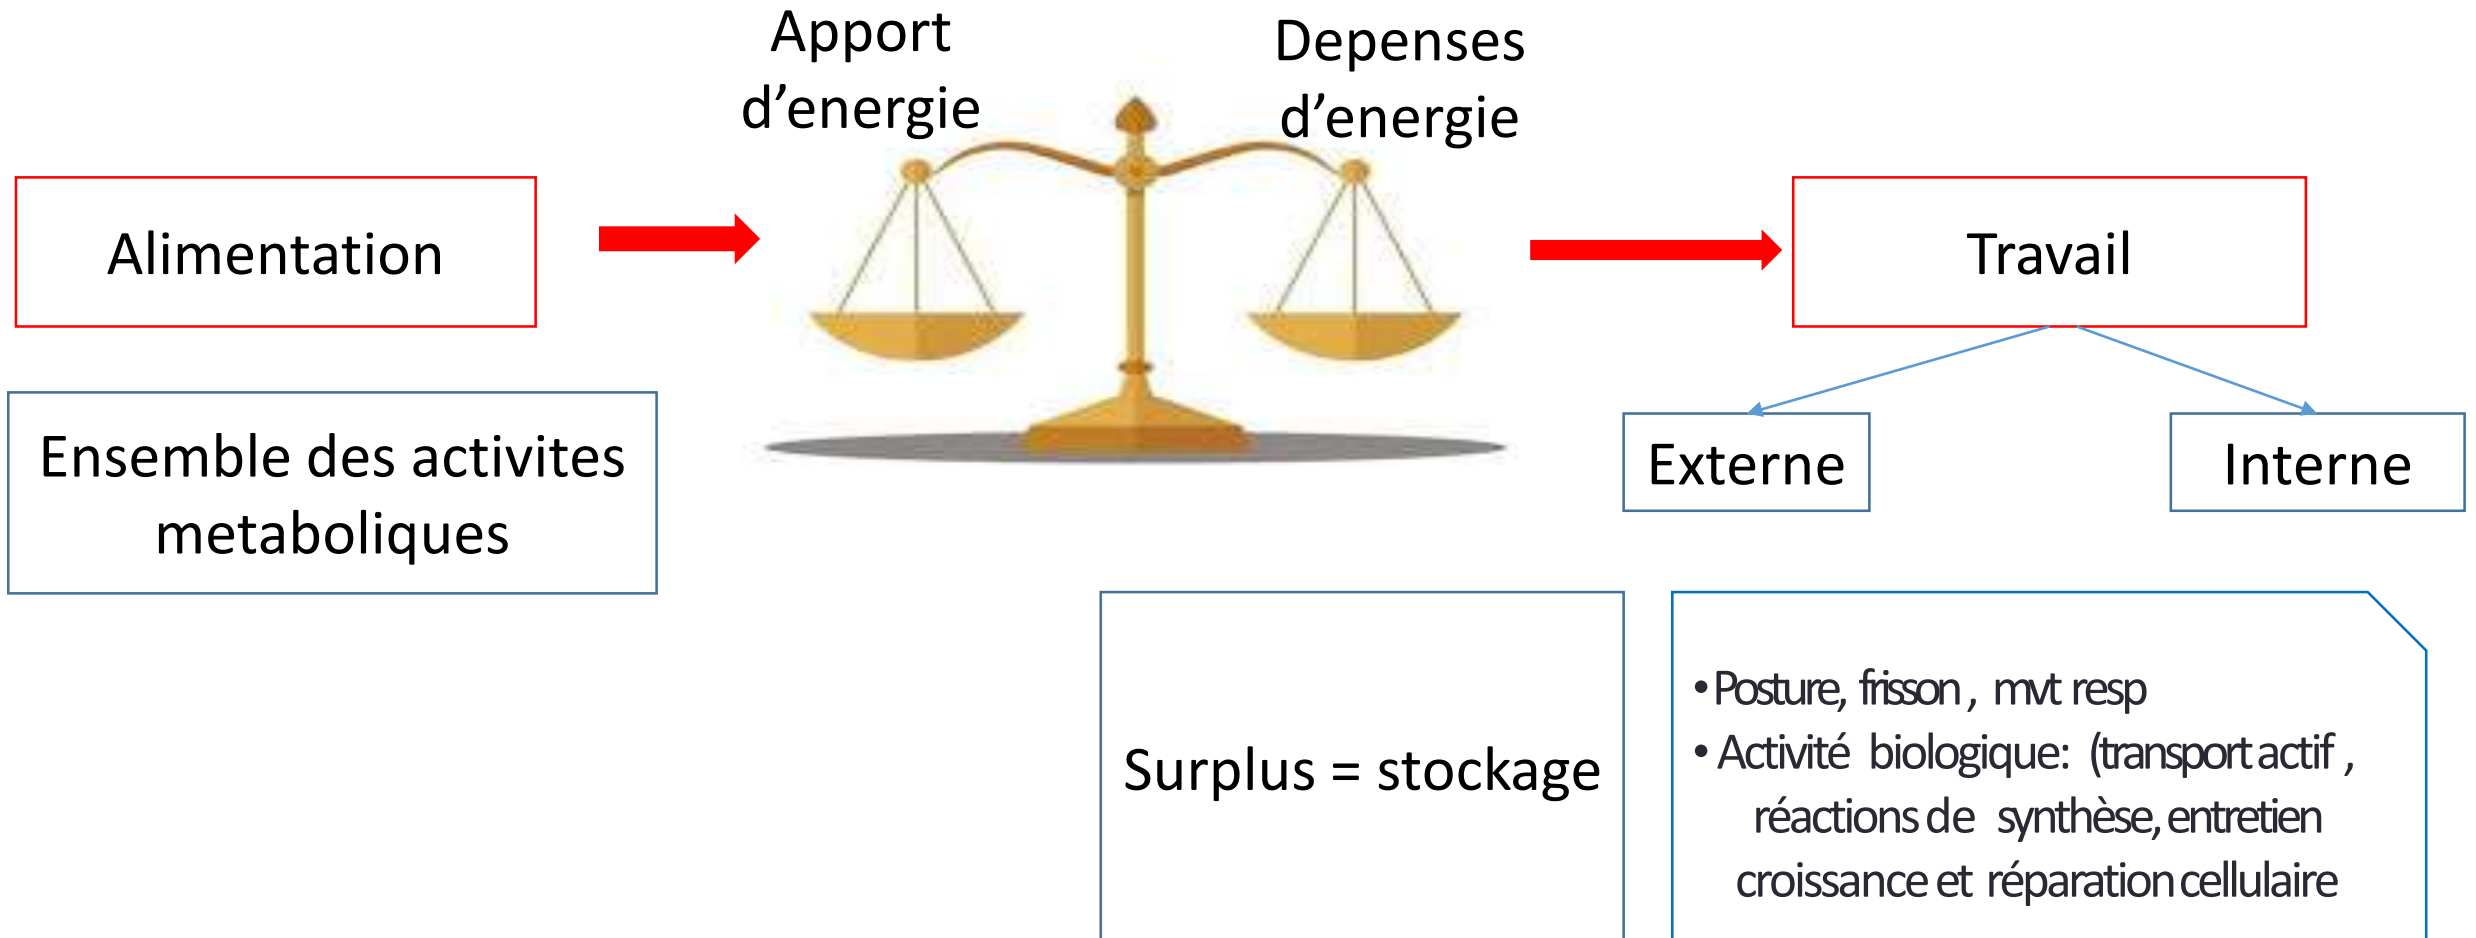 Apport
d’energie
Depenses
d’energie
Alimentation
Travail
Ensemble des activites
metaboliques
Externe
Interne
Surplus = stockage
•Posture, frisson , mvt resp
•Activité biologique: (transport actif ,
réactions de synthèse, entretien
croissance et réparation cellulaire